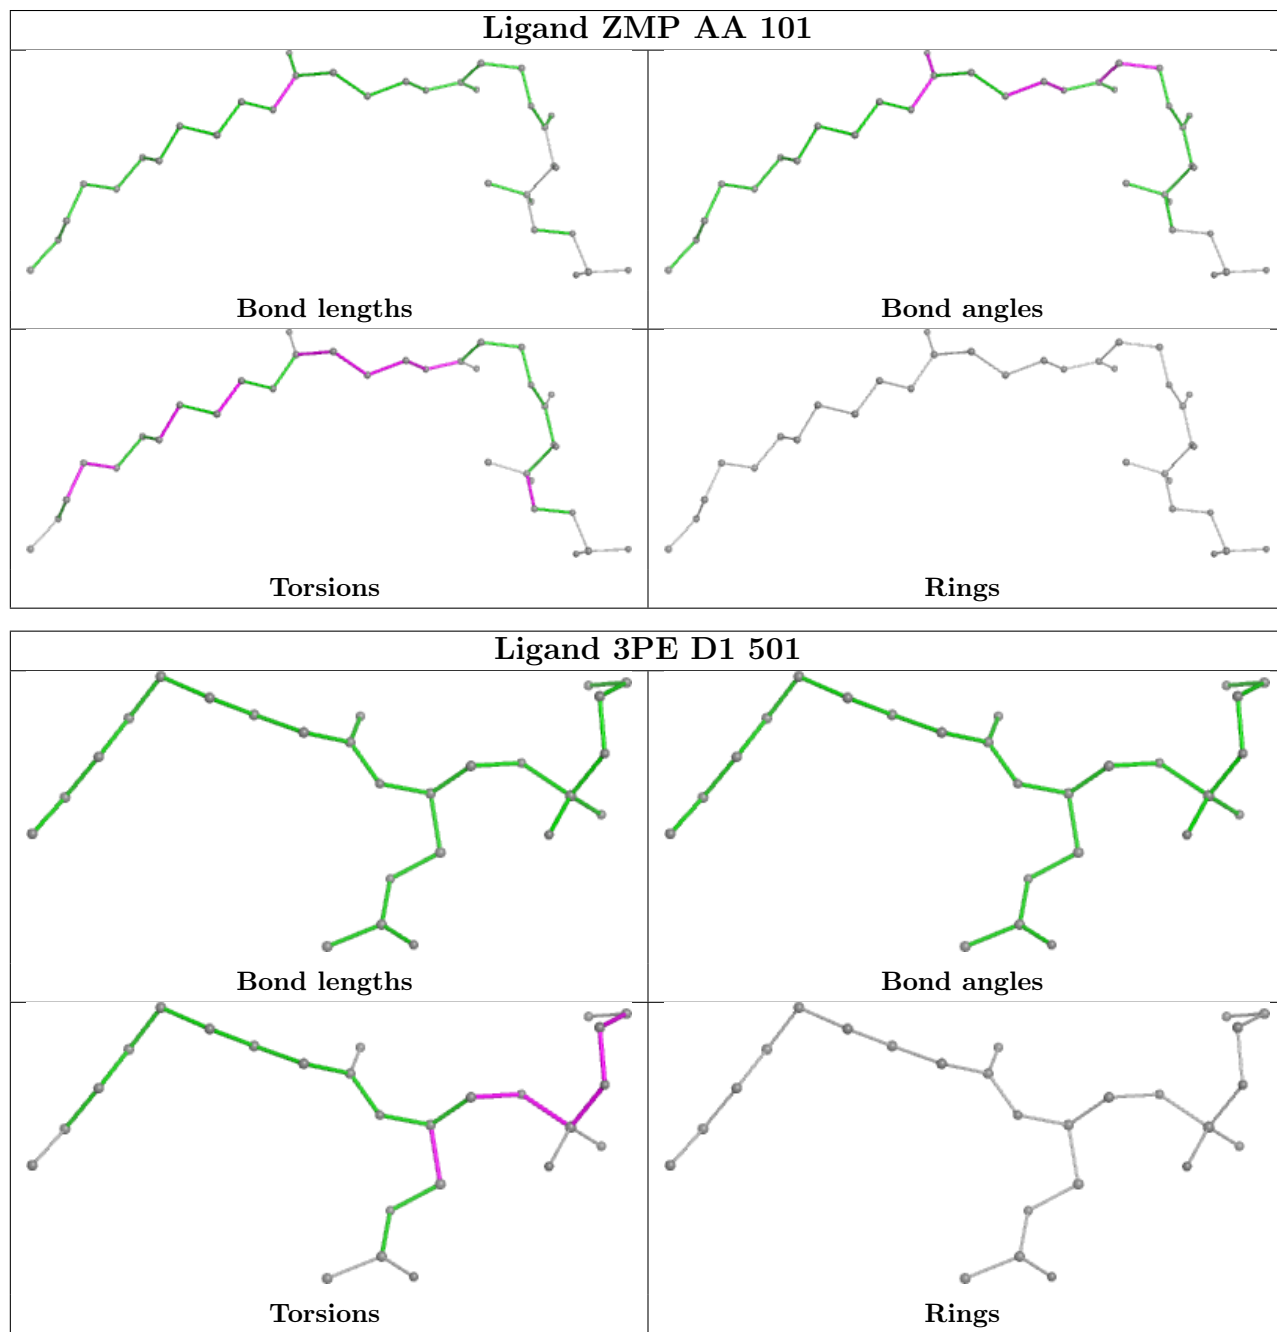 Ligand ZMP AA 101
Bond lengths
Bond angles
Torsions
Rings
Ligand 3PE D1 501
Bond lengths
Bond angles
Torsions
Rings